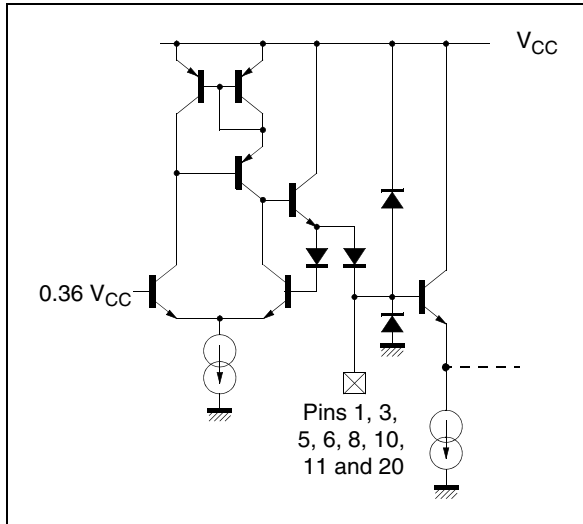 V_CC
0.36 V_CC
Pins 1, 3,
5, 6, 8, 10,
11 and 20